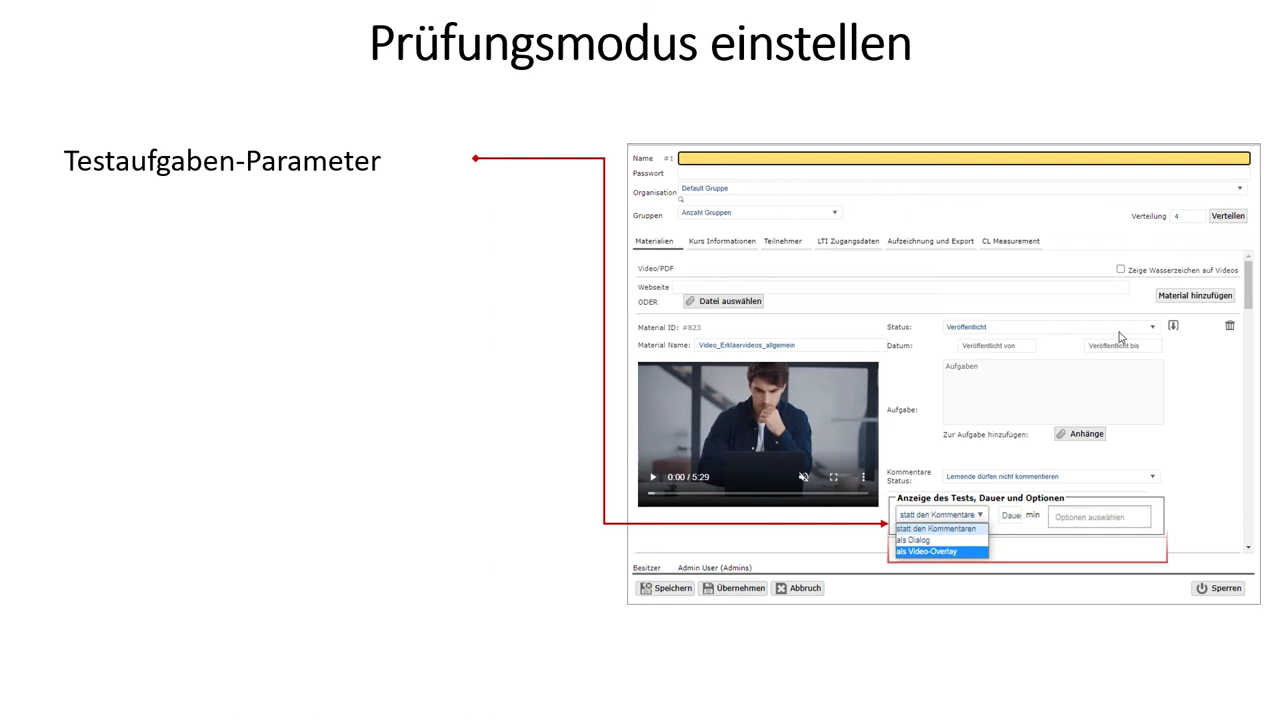 Prüfungsmodus einstellen
Testaufgaben-Parameter
Name #1
Passwort
Organisation Default Gruppe
Gruppen Anzahl Gruppen Verteilung 4 Verteilen
Materialien Kurs Informationen Teilnehmer LTI Zugangsdaten Aufzeichnung und Export CL Measurement
Video/PDF Zeige Wasserzeichen auf Videos
Webseite
ODER Datei auswählen Material hinzufügen
Material ID: #823 Status: Veröffentlicht
Material Name: Video_Erklaervideos_allgemein Datum: Veröffentlicht von Veröffentlicht bis
Aufgaben
Aufgabe:
Zur Aufgabe hinzufügen: Anhänge
0:00 / 5:29
Kommentare
Status: Lernende dürfen nicht kommentieren
Anzeige des Tests, Dauer und Optionen
statt den Kommentare Daue min Optionen auswählen
statt den Kommentaren
als Dialog
als Video-Overlay
Besitzer Admin User (Admins)
Speichern Übernehmen Abbruch Sperren